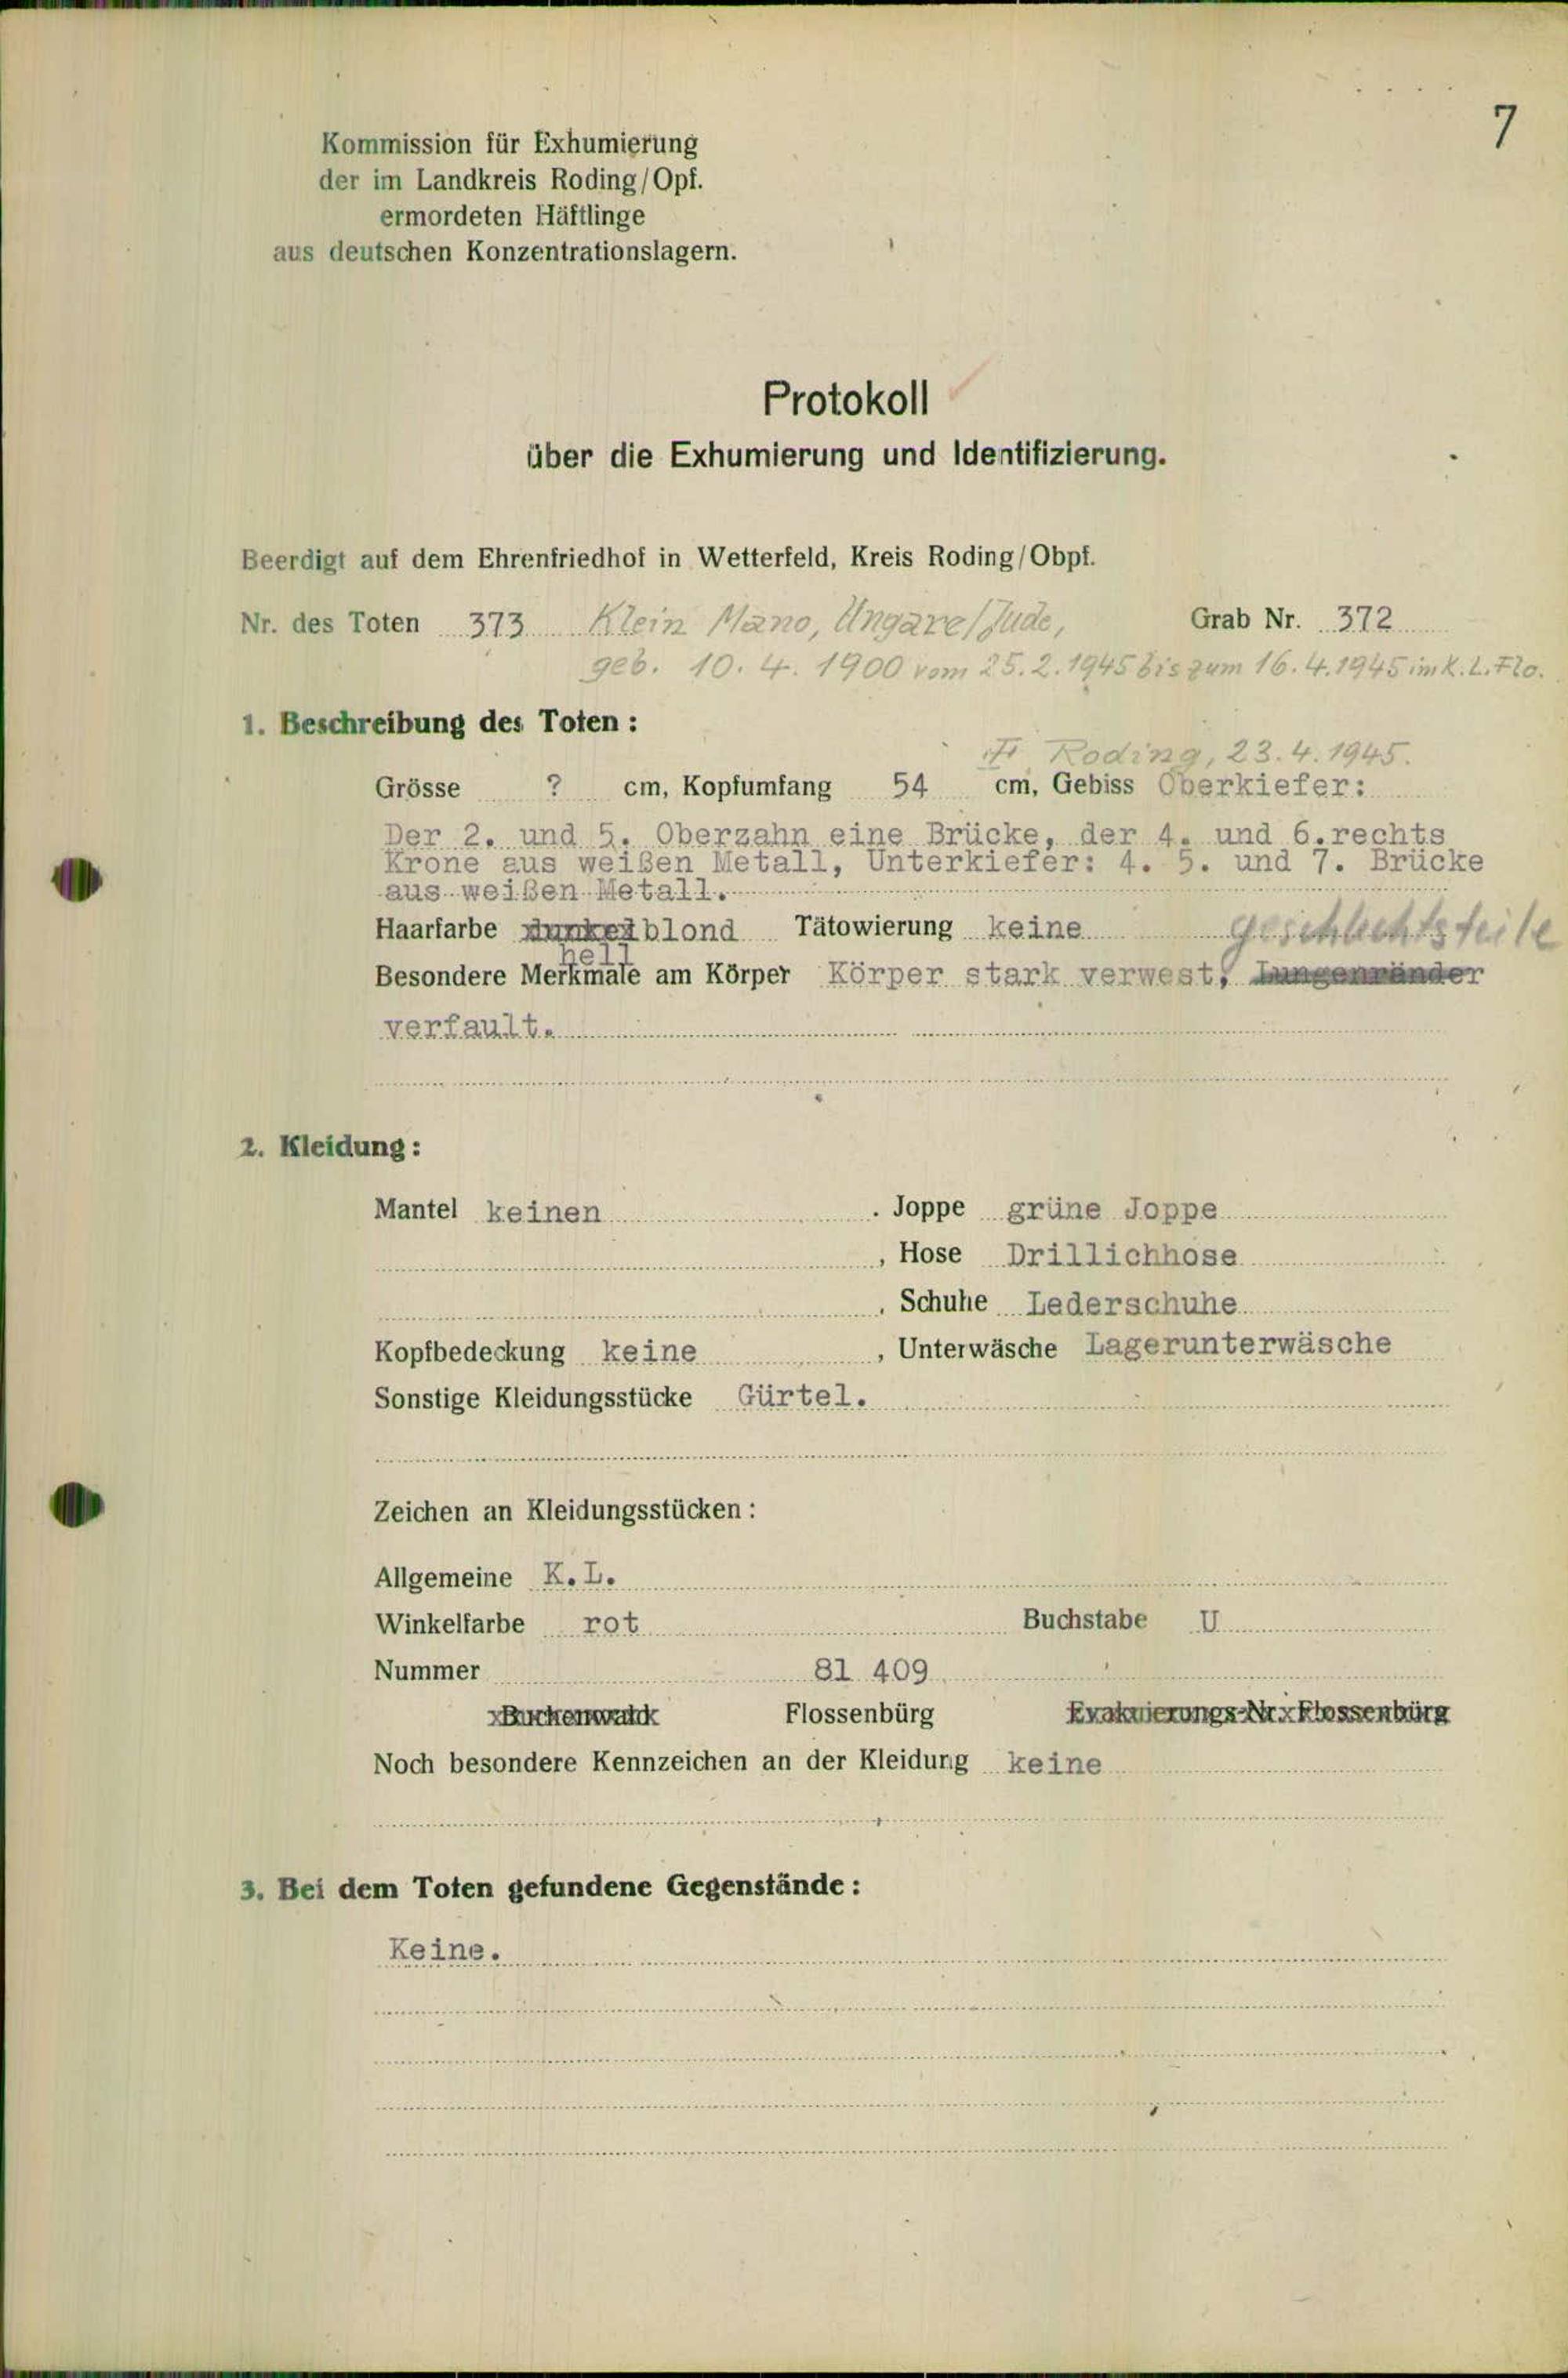 7
Kommission für Exhumierung
der im Landkreis Roding/Opf.
ermordeten Häftlinge
aus deutschen Konzentrationslagern.
Protokoll
über die Exhumierung und Identifizierung.
Beerdigt auf dem Ehrenfriedhof in Wetterfeld, Kreis Roding/Obpf.
Nr. des Toten 373 Klein Mano, Ungare/Jude, Grab Nr. 372
geb. 10. 4. 1900 vom 25. 2. 1945 bis zum 16. 4. 1945 im K. L. Flo.
1. Beschreibung des Toten:
Roding, 23. 4. 1945.
Grösse ? cm, Kopfumfang 54 cm, Gebiss Oberkiefer:
Der 2. und 5. Oberzahn eine Brücke, der 4. und 6.rechts
Krone aus weißen Metall, Unterkiefer: 4. 5. und 7. Brücke
aus weißen Metall.
Haarfarbe dunkelblond Tätowierung keine geschlechtsteile
hell
Besondere Merkmale am Körper Körper stark verwest, Lungenränder
verfault.
2. Kleidung:
Mantel keinen . Joppe grüne Joppe
, Hose Drillichhose
, Schuhe Lederschuhe
Kopfbedeckung keine , Unterwäsche Lagerunterwäsche
Sonstige Kleidungsstücke Gürtel.
Zeichen an Kleidungsstücken:
Allgemeine K.L.
Winkelfarbe rot Buchstabe U
Nummer 81 409
Buchenwald Flossenbürg Evakuierungs-Nr. Flossenbürg
Noch besondere Kennzeichen an der Kleidung keine
3. Bei dem Toten gefundene Gegenstände:
Keine.